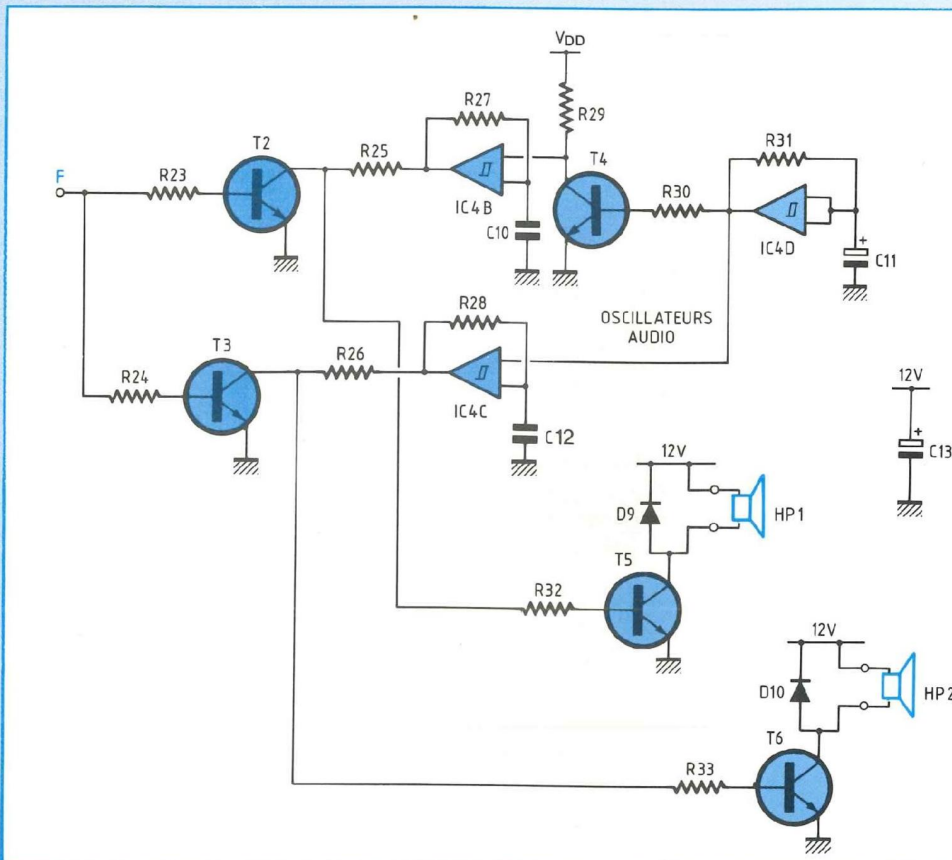 VDD
R27
R29
T2
R25
T4
R31
F
R23
R30
IC4B
IC4D
C10
C11
R28
OSCILLATEURS
AUDIO
T3
R26
R24
12V
IC4C
C12
C13
12V
D9
HP1
T5
R32
12V
D10
HP2
T6
R33